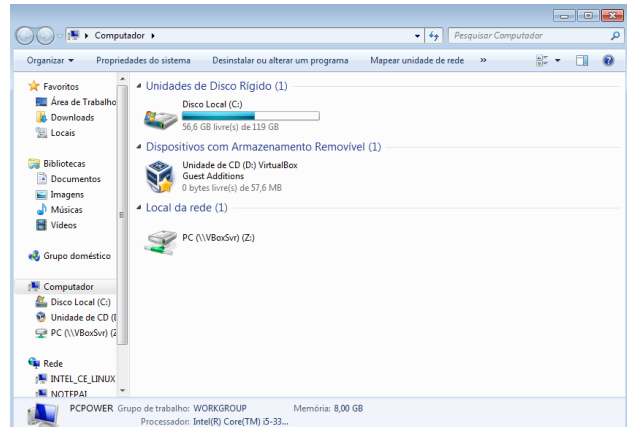 Computador
Pesquisar Computador
Organizar
Propriedades do sistema
Desinstalar ou alterar um programa
Mapear unidade de rede
»
Favoritos
Área de Trabalho
Downloads
Locais
Bibliotecas
Documentos
Imagens
Músicas
Vídeos
Grupo doméstico
Computador
Disco Local (C:)
Unidade de CD (D
PC (\\VBoxSvr) (Z
Rede
INTEL_CE_LINUX
NOTEPAI
Unidades de Disco Rígido (1)
Disco Local (C:)
56,6 GB livre(s) de 119 GB
Dispositivos com Armazenamento Removível (1)
Unidade de CD (D:) VirtualBox
Guest Additions
0 bytes livre(s) de 57,6 MB
Local da rede (1)
PC (\\VBoxSvr) (Z:)
PCPOWER Grupo de trabalho: WORKGROUP Memória: 8,00 GB
Processador: Intel(R) Core(TM) i5-33...